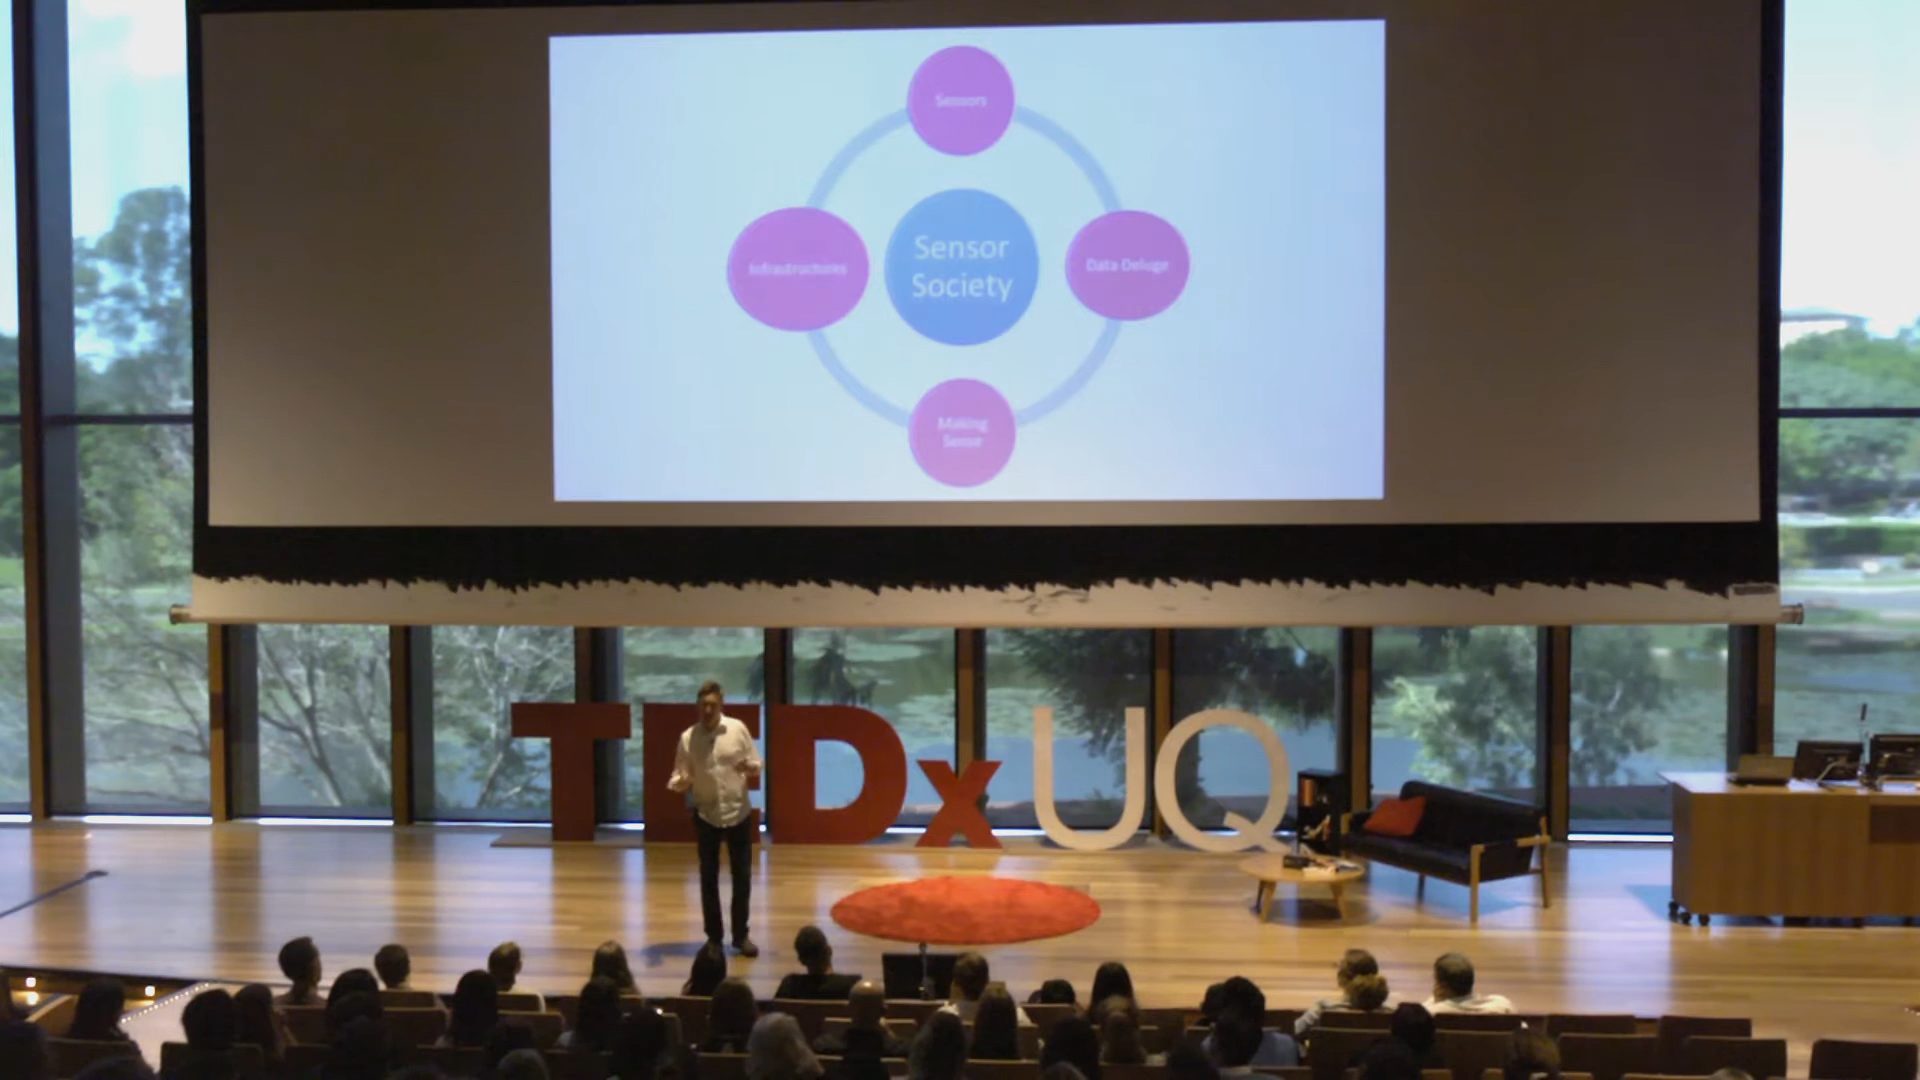 Sensors
Infrastructures
Sensor
Society
Data Deluge
Making
Sense
TEDxUQ